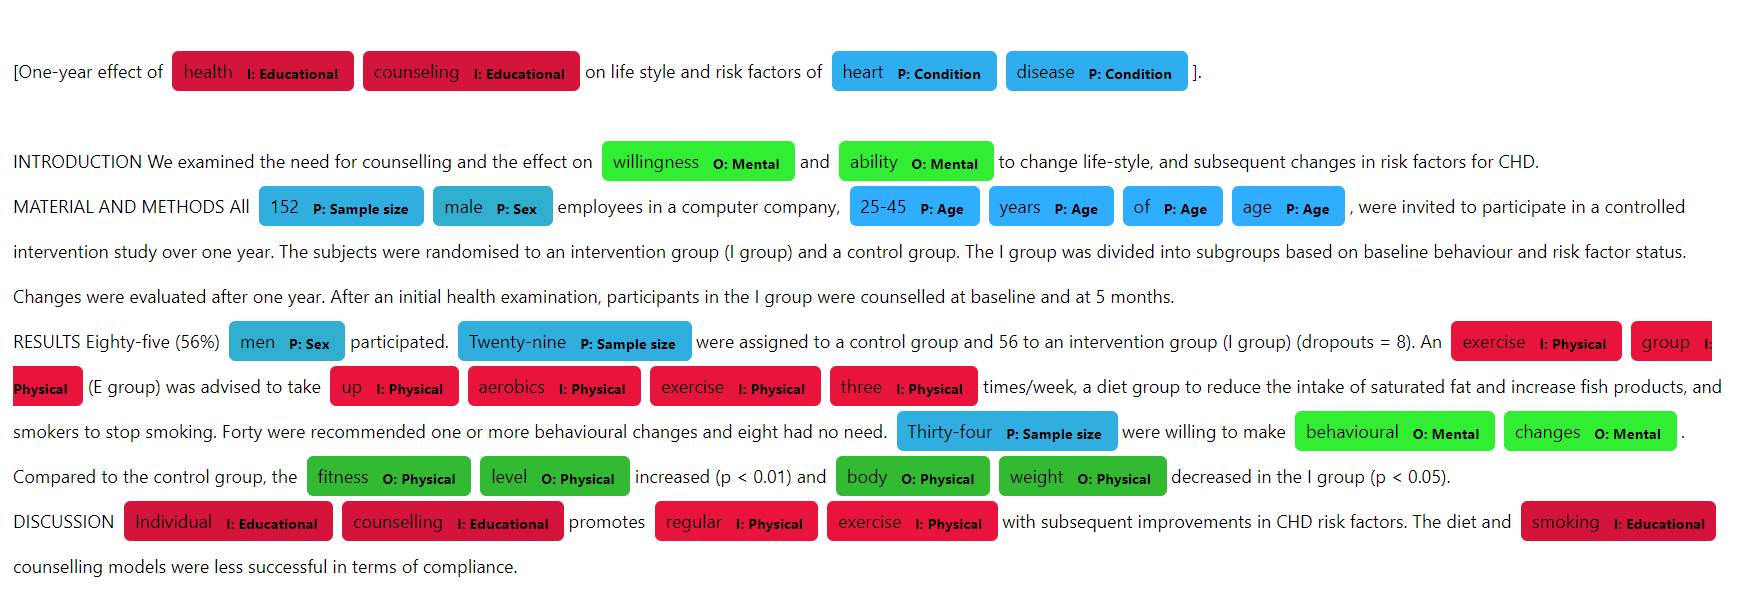 [One-year effect of health I: Educational counseling I: Educational on life style and risk factors of heart P: Condition disease P: Condition ].
INTRODUCTION We examined the need for counselling and the effect on willingness O: Mental and ability O: Mental to change life-style, and subsequent changes in risk factors for CHD.
MATERIAL AND METHODS All 152 P: Sample size male P: Sex employees in a computer company, 25-45 P: Age years P: Age of P: Age age P: Age , were invited to participate in a controlled
intervention study over one year. The subjects were randomised to an intervention group (I group) and a control group. The I group was divided into subgroups based on baseline behaviour and risk factor status.
Changes were evaluated after one year. After an initial health examination, participants in the I group were counselled at baseline and at 5 months.
RESULTS Eighty-five (56%) men P: Sex participated. Twenty-nine P: Sample size were assigned to a control group and 56 to an intervention group (I group) (dropouts = 8). An exercise I: Physical group I:
Physical (E group) was advised to take up I: Physical aerobics I: Physical exercise I: Physical three I: Physical times/week, a diet group to reduce the intake of saturated fat and increase fish products, and
smokers to stop smoking. Forty were recommended one or more behavioural changes and eight had no need. Thirty-four P: Sample size were willing to make behavioural O: Mental changes O: Mental .
Compared to the control group, the fitness O: Physical level O: Physical increased (p < 0.01) and body O: Physical weight O: Physical decreased in the I group (p < 0.05).
DISCUSSION Individual I: Educational counselling I: Educational promotes regular I: Physical exercise I: Physical with subsequent improvements in CHD risk factors. The diet and smoking I: Educational
counselling models were less successful in terms of compliance.